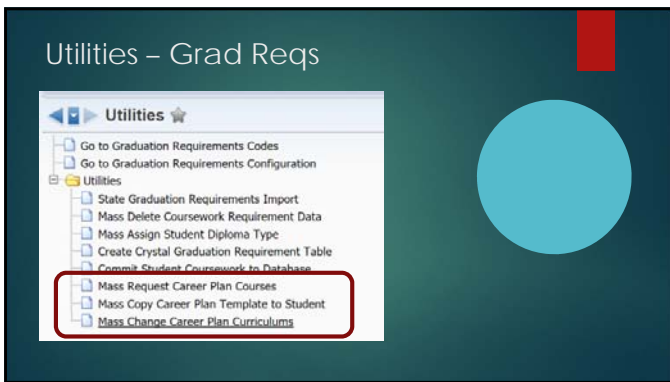 Utilities – Grad Reqs
Utilities
Go to Graduation Requirements Codes
Go to Graduation Requirements Configuration
Utilities
State Graduation Requirements Import
Mass Delete Coursework Requirement Data
Mass Assign Student Diploma Type
Create Crystal Graduation Requirement Table
Commit Student Coursework to Database
Mass Request Career Plan Courses
Mass Copy Career Plan Template to Student
Mass Change Career Plan Curriculums